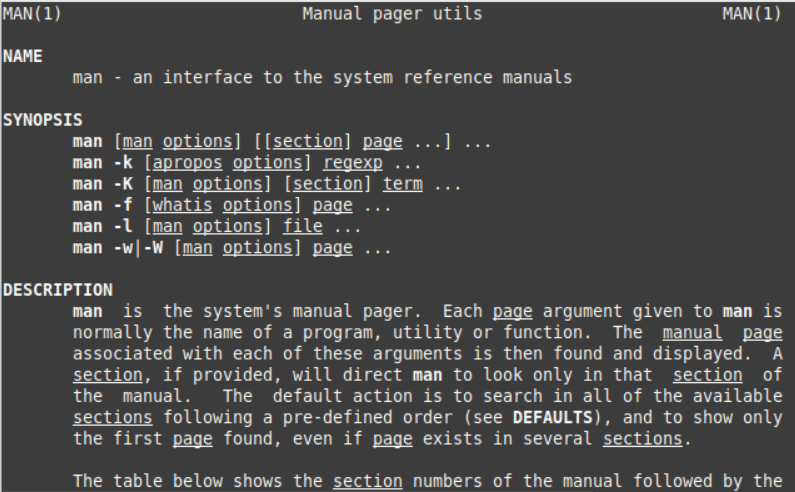 MAN(1) Manual pager utils MAN(1)
NAME
man - an interface to the system reference manuals
SYNOPSIS
man [man options] [[section] page ...] ...
man -k [apropos options] regexp ...
man -K [man options] [section] term ...
man -f [whatis options] page ...
man -l [man options] file ...
man -w|-W [man options] page ...
DESCRIPTION
man is the system's manual pager. Each page argument given to man is
normally the name of a program, utility or function. The manual page
associated with each of these arguments is then found and displayed. A
section, if provided, will direct man to look only in that section of
the manual. The default action is to search in all of the available
sections following a pre-defined order (see DEFAULTS), and to show only
the first page found, even if page exists in several sections.
The table below shows the section numbers of the manual followed by the